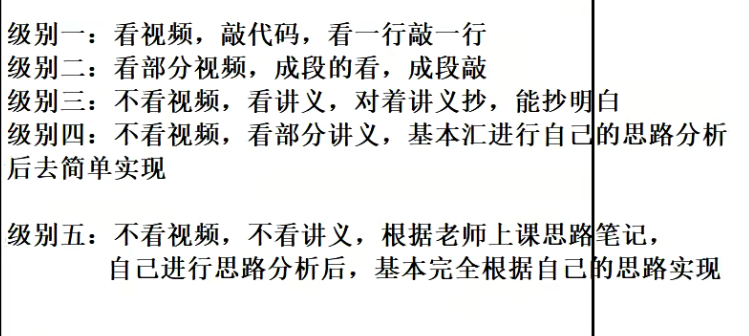 级别一：看视频，敲代码，看一行敲一行
级别二：看部分视频，成段的看，成段敲
级别三：不看视频，看讲义，对着讲义抄，能抄明白
级别四：不看视频，看部分讲义，基本汇进行自己的思路分析
后去简单实现
级别五：不看视频，不看讲义，根据老师上课思路笔记，
自己进行思路分析后，基本完全根据自己的思路实现